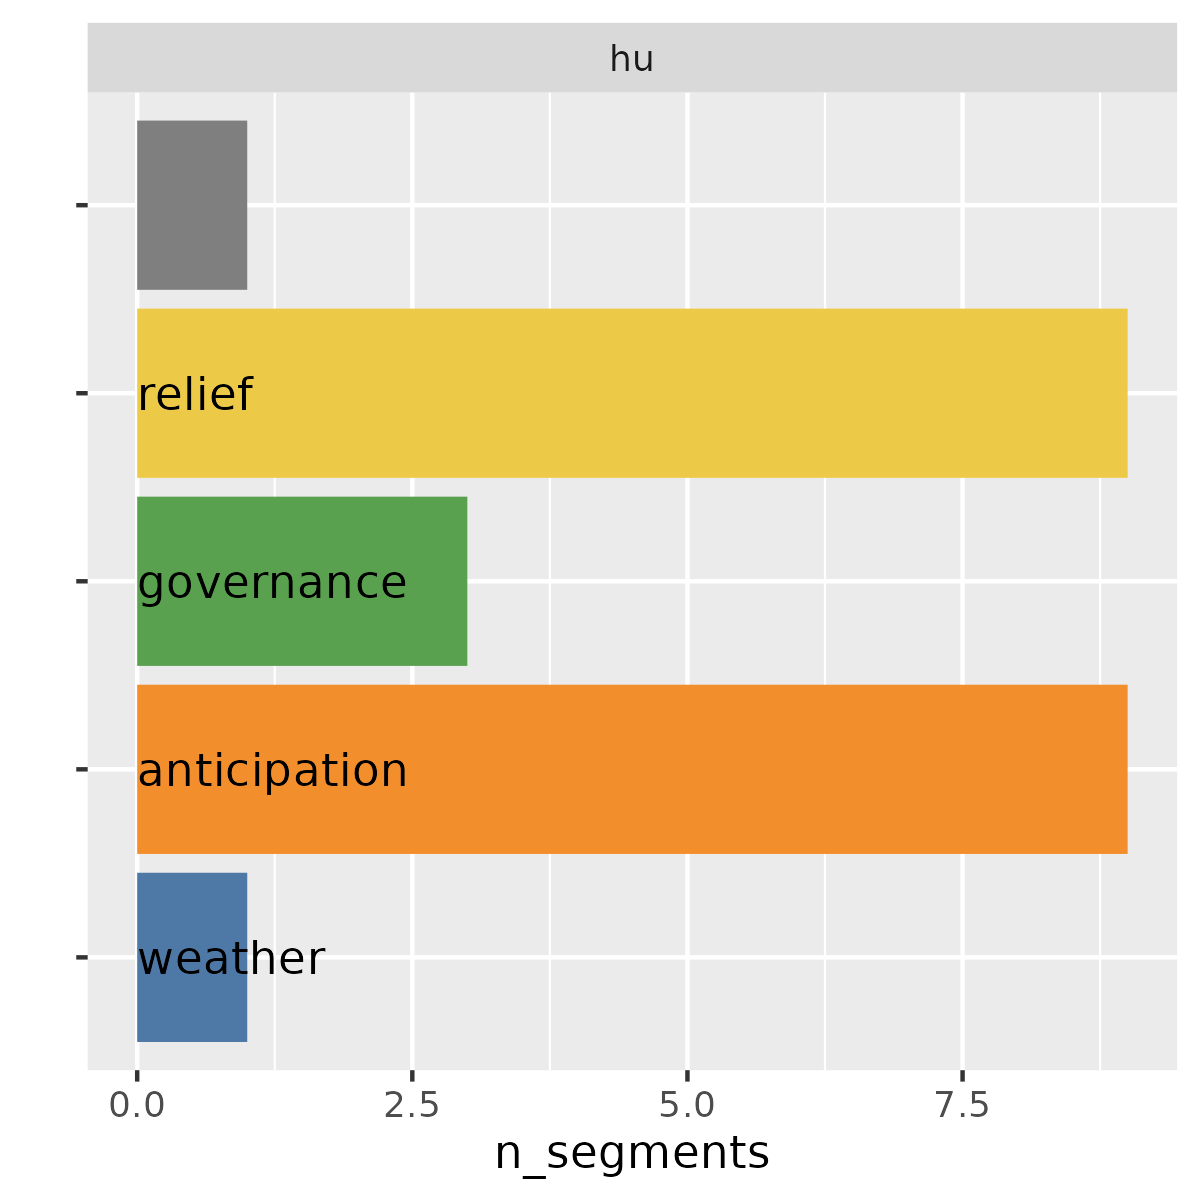 hu
relief
governance
anticipation
weather
0.0 2.5 5.0 7.5
n_segments